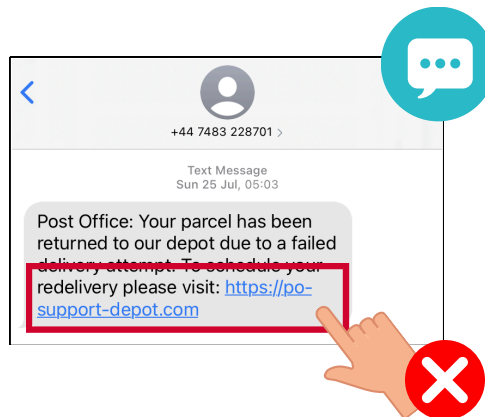 +44 7483 228701 >
Text Message
Sun 25 Jul, 05:03
Post Office: Your parcel has been
returned to our depot due to a failed
delivery attempt. To schedule your
redelivery please visit: https://po-
support-depot.com